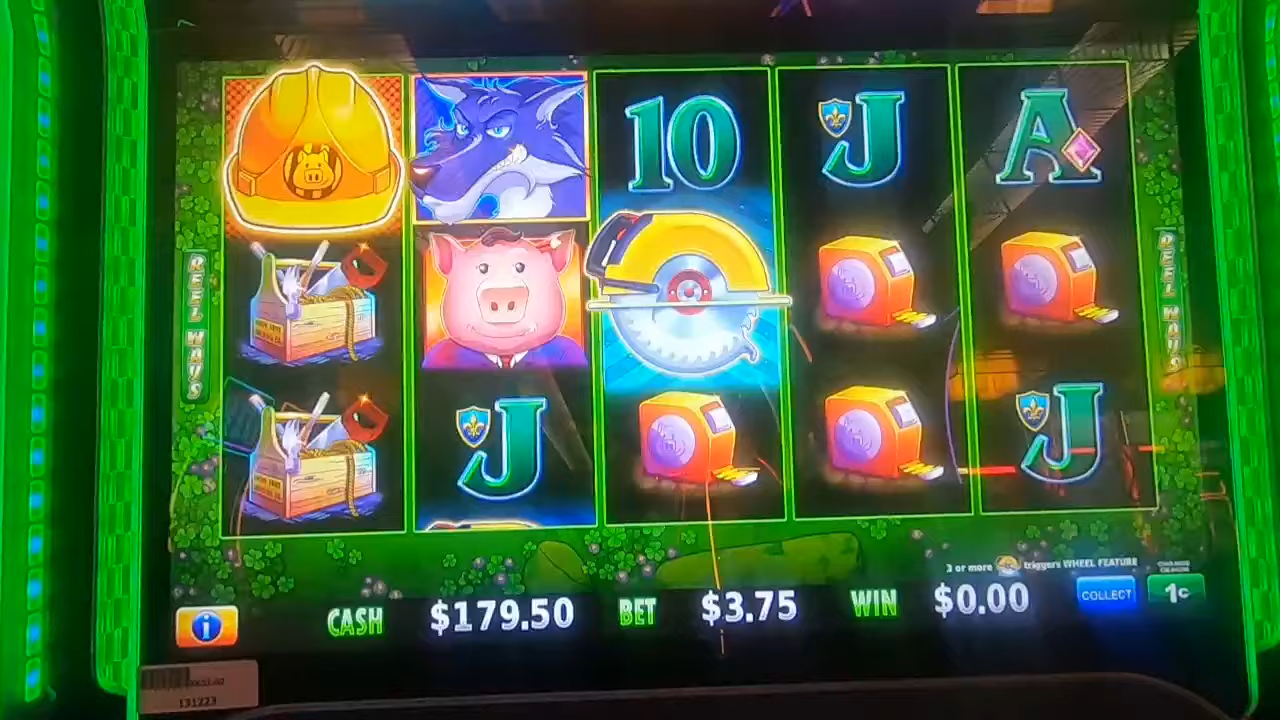 10
J
A
REEL WAYS
REEL WAYS
J
J
3 or more triggers WHEEL FEATURE
CASH $179.50 BET $3.75 WIN $0.00 COLLECT 1¢
131223